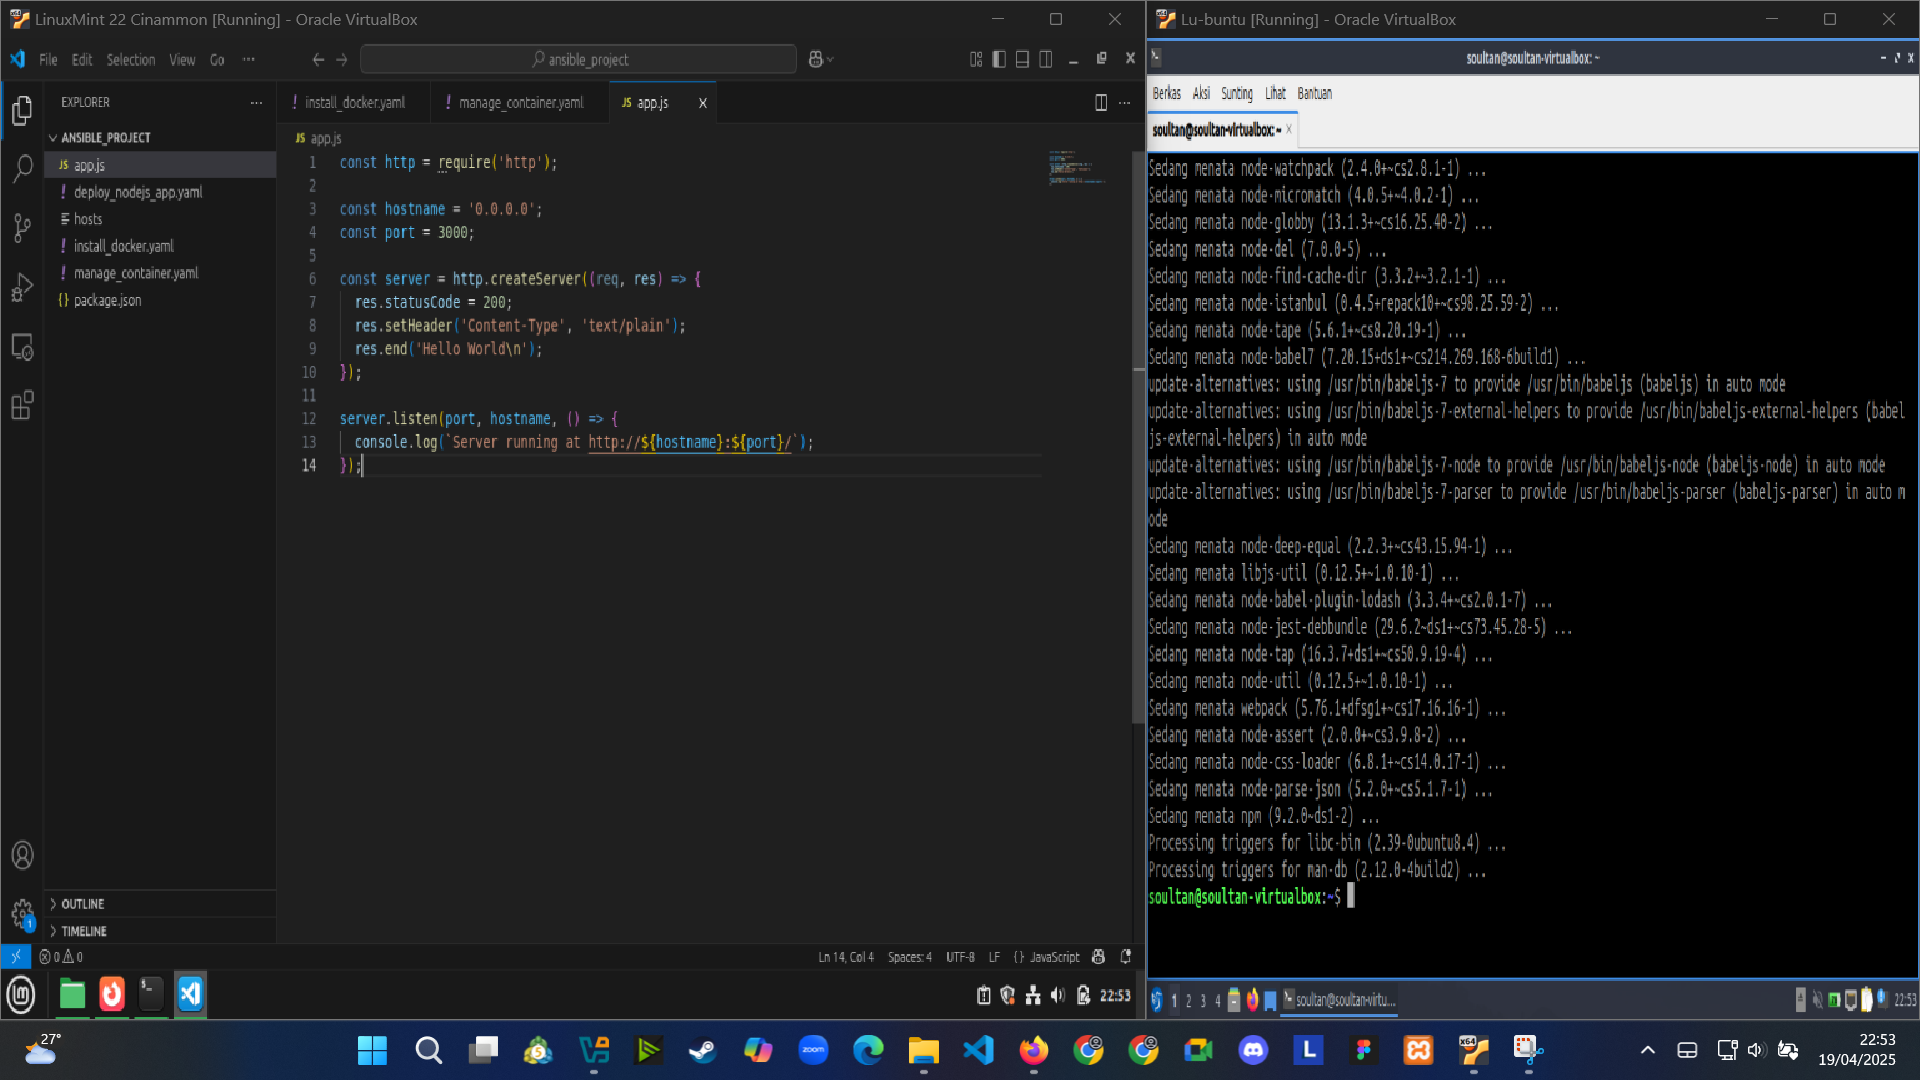 LinuxMint 22 Cinammon [Running] - Oracle VirtualBox
File Edit Selection View Go ···
ansible_project
EXPLORER ···
ANSIBLE_PROJECT
JS app.js
! deploy_nodejs_app.yaml
hosts
! install_docker.yaml
! manage_container.yaml
{} package.json
OUTLINE
TIMELINE
1
! install_docker.yaml
! manage_container.yaml
JS app.js
···
JS app.js
1 const http = require('http');
2
3 const hostname = '0.0.0.0';
4 const port = 3000;
5
6 const server = http.createServer((req, res) => {
7 res.statusCode = 200;
8 res.setHeader('Content-Type', 'text/plain');
9 res.end('Hello World\n');
10 });
11
12 server.listen(port, hostname, () => {
13 console.log(`Server running at http://${hostname}:${port}/`);
14 });
0 0
Ln 14, Col 4 Spaces: 4 UTF-8 LF {} JavaScript
22:53
Lu-buntu [Running] - Oracle VirtualBox
soultan@soultan-virtualbox: ~
Berkas Aksi Sunting Lihat Bantuan
soultan@soultan-virtualbox: ~
Sedang menata node-watchpack (2.4.0+~cs2.8.1-1) ...
Sedang menata node-micromatch (4.0.5+~4.0.2-1) ...
Sedang menata node-globby (13.1.3+~cs16.25.40-2) ...
Sedang menata node-del (7.0.0-5) ...
Sedang menata node-find-cache-dir (3.3.2+~3.2.1-1) ...
Sedang menata node-istanbul (0.4.5+repack10+~cs98.25.59-2) ...
Sedang menata node-tape (5.6.1+~cs8.20.19-1) ...
Sedang menata node-babel7 (7.20.15+ds1+~cs214.269.168-6build1) ...
update-alternatives: using /usr/bin/babeljs-7 to provide /usr/bin/babeljs (babeljs) in auto mode
update-alternatives: using /usr/bin/babeljs-7-external-helpers to provide /usr/bin/babeljs-external-helpers (babel
js-external-helpers) in auto mode
update-alternatives: using /usr/bin/babeljs-7-node to provide /usr/bin/babeljs-node (babeljs-node) in auto mode
update-alternatives: using /usr/bin/babeljs-7-parser to provide /usr/bin/babeljs-parser (babeljs-parser) in auto m
ode
Sedang menata node-deep-equal (2.2.3+~cs43.15.94-1) ...
Sedang menata libjs-util (0.12.5+~1.0.10-1) ...
Sedang menata node-babel-plugin-lodash (3.3.4+~cs2.0.1-7) ...
Sedang menata node-jest-debbundle (29.6.2~ds1+~cs73.45.28-5) ...
Sedang menata node-tap (16.3.7+ds1+~cs50.9.19-4) ...
Sedang menata node-util (0.12.5+~1.0.10-1) ...
Sedang menata webpack (5.76.1+dfsg1+~cs17.16.16-1) ...
Sedang menata node-assert (2.0.0+~cs3.9.8-2) ...
Sedang menata node-css-loader (6.8.1+~cs14.0.17-1) ...
Sedang menata node-parse-json (5.2.0+~cs5.1.7-1) ...
Sedang menata npm (9.2.0~ds1-2) ...
Processing triggers for libc-bin (2.39-0ubuntu8.4) ...
Processing triggers for man-db (2.12.0-4build2) ...
soultan@soultan-virtualbox:~$
1 2 3 4
soultan@soultan-virtu...
22:53
27°
zoom
L
x64
22:53
19/04/2025